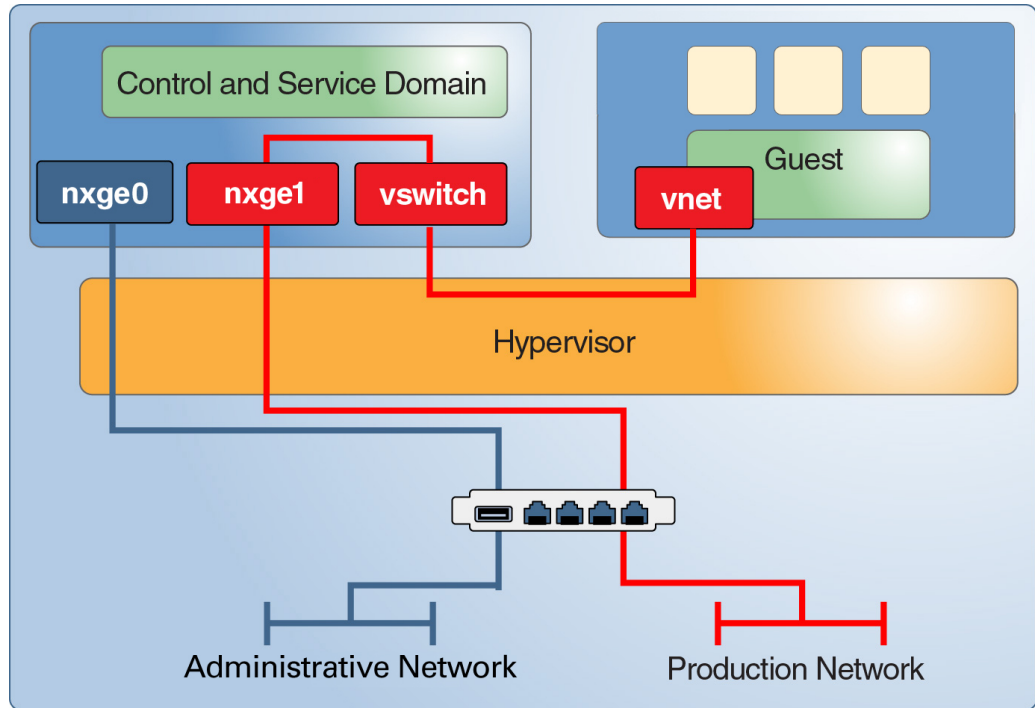 Control and Service Domain
Guest
nxge0
nxge1
vswitch
vnet
Hypervisor
Administrative Network
Production Network